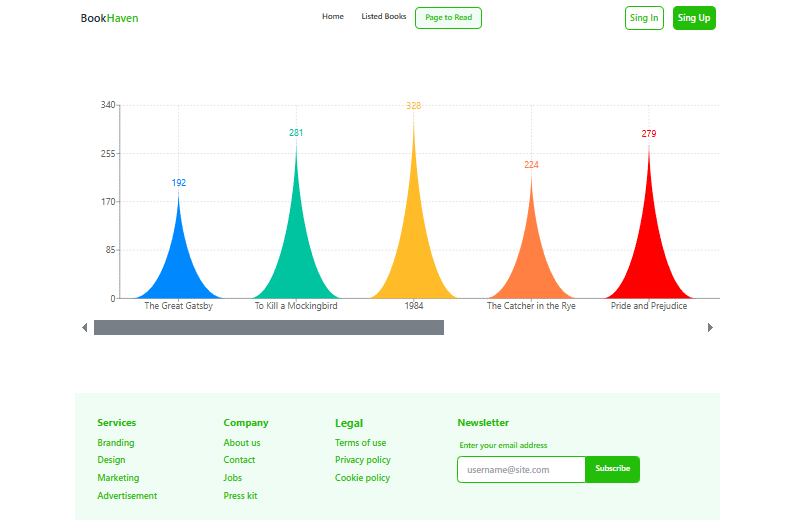 BookHaven Home Listed Books Page to Read Sing In Sing Up
340
328
281
279
255
224
192
170
85
0
The Great Gatsby To Kill a Mockingbird 1984 The Catcher in the Rye Pride and Prejudice
Services Company Legal Newsletter
Branding About us Terms of use Enter your email address
Design Contact Privacy policy username@site.com Subscribe
Marketing Jobs Cookie policy
Advertisement Press kit